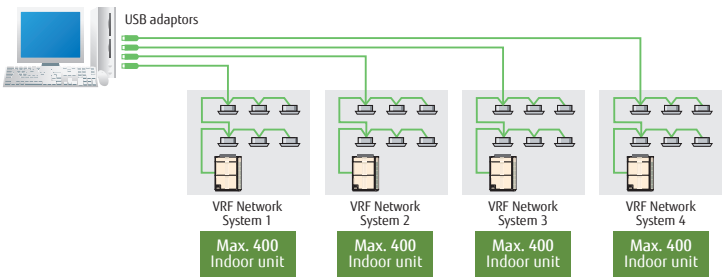 USB adaptors
VRF Network
System 1
VRF Network
System 2
VRF Network
System 3
VRF Network
System 4
Max. 400
Indoor unit
Max. 400
Indoor unit
Max. 400
Indoor unit
Max. 400
Indoor unit